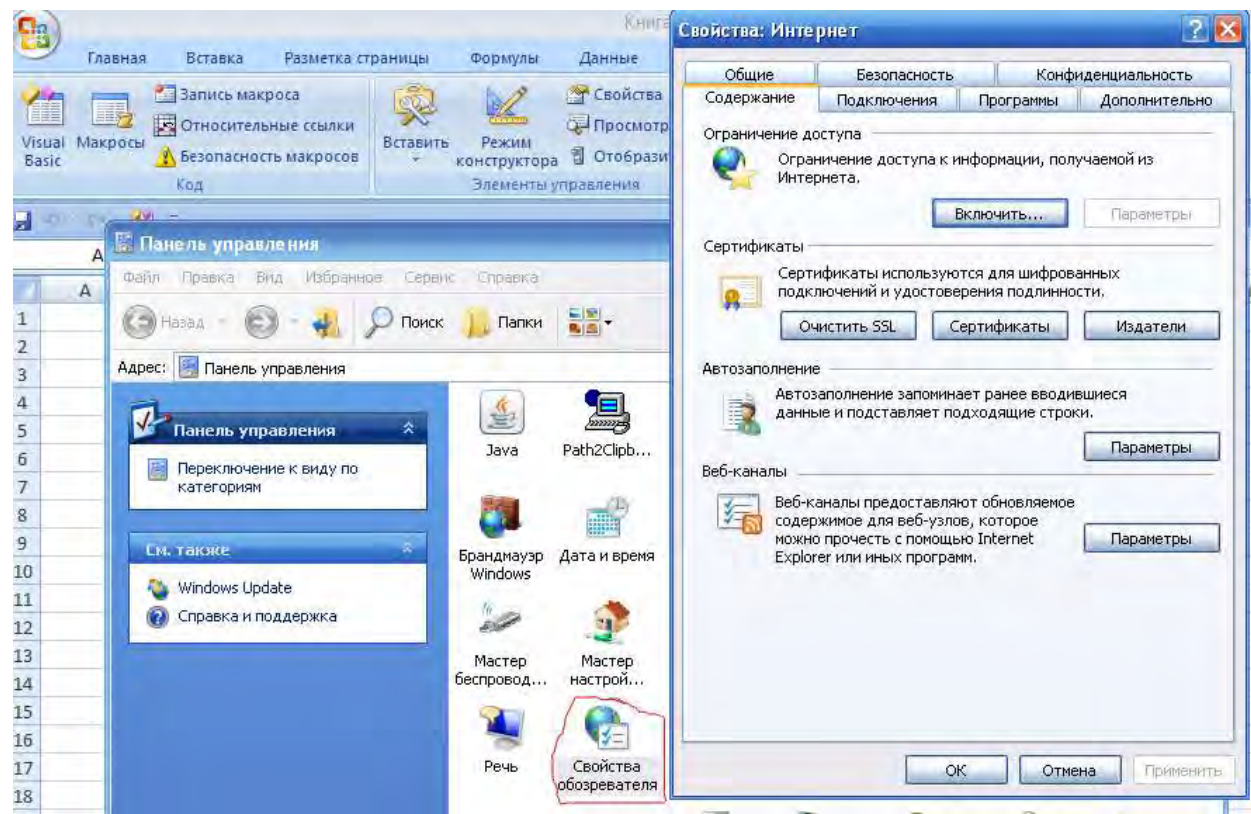 Книга
Главная Вставка Разметка страницы Формулы Данные
Visual Basic
Макросы
Запись макроса
Относительные ссылки
Безопасность макросов
Код
Вставить
Режим конструктора
Свойства
Просмотр
Отобрази
Элементы управления
A
A
1
2
3
4
5
6
7
8
9
10
11
12
13
14
15
16
17
18
Панель управления
Файл Правка Вид Избранное Сервис Справка
Назад Поиск Папки
Адрес: Панель управления
Панель управления
Переключение к виду по
категориям
См. также
Windows Update
Справка и поддержка
Java
Path2Clipb...
Брандмауэр
Windows
Дата и время
Мастер
беспровод...
Мастер
настрой...
Речь
Свойства
обозревателя
Свойства: Интернет
Общие Безопасность Конфиденциальность
Содержание Подключения Программы Дополнительно
Ограничение доступа
Ограничение доступа к информации, получаемой из
Интернета.
Включить... Параметры
Сертификаты
Сертификаты используются для шифрованных
подключений и удостоверения подлинности.
Очистить SSL Сертификаты Издатели
Автозаполнение
Автозаполнение запоминает ранее вводившиеся
данные и подставляет подходящие строки.
Параметры
Веб-каналы
Веб-каналы предоставляют обновляемое
содержимое для веб-узлов, которое
можно прочесть с помощью Internet
Explorer или иных программ.
Параметры
ОК Отмена Применить